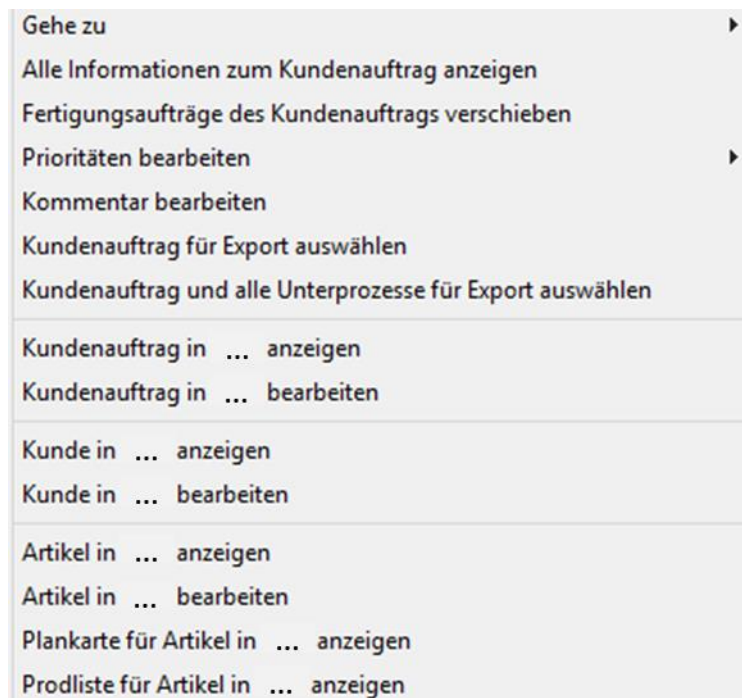 Gehe zu
Alle Informationen zum Kundenauftrag anzeigen
Fertigungsaufträge des Kundenauftrags verschieben
Prioritäten bearbeiten
Kommentar bearbeiten
Kundenauftrag für Export auswählen
Kundenauftrag und alle Unterprozesse für Export auswählen
Kundenauftrag in ... anzeigen
Kundenauftrag in ... bearbeiten
Kunde in ... anzeigen
Kunde in ... bearbeiten
Artikel in ... anzeigen
Artikel in ... bearbeiten
Plankarte für Artikel in ... anzeigen
Prodliste für Artikel in ... anzeigen